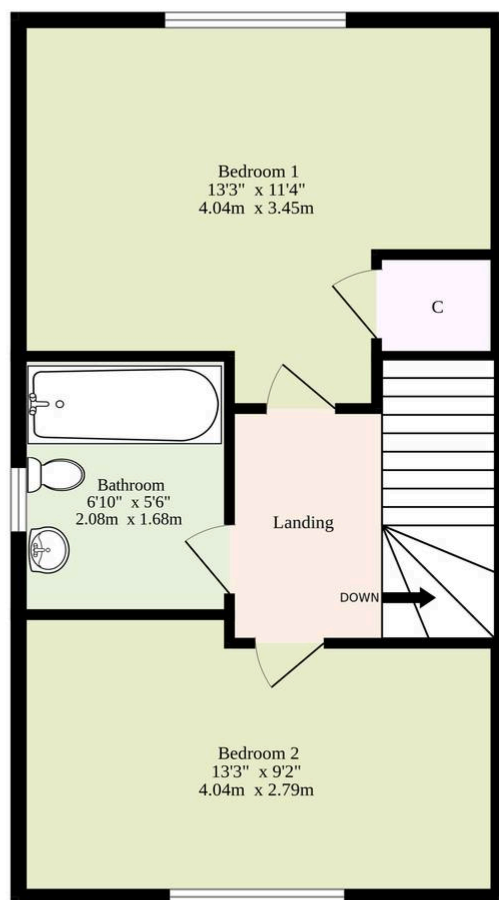 Bedroom 1
13'3" x 11'4"
4.04m x 3.45m
C
Bathroom
6'10" x 5'6"
2.08m x 1.68m
Landing
DOWN
Bedroom 2
13'3" x 9'2"
4.04m x 2.79m